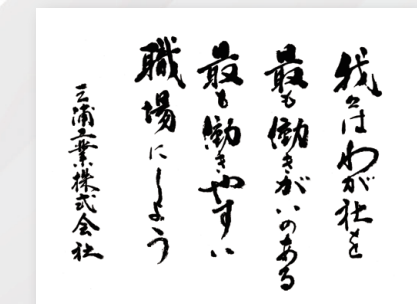 我々はわが社を
最も働きがいのある
最も働きやすい
職場にしよう
三浦工業株式会社